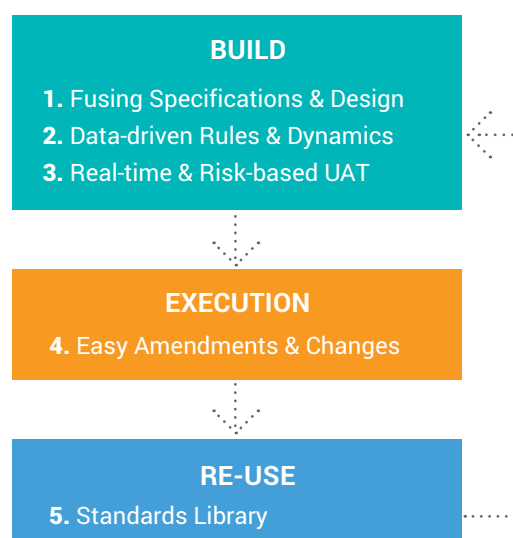 BUILD
1. Fusing Specifications & Design
2. Data-driven Rules & Dynamics
3. Real-time & Risk-based UAT
EXECUTION
4. Easy Amendments & Changes
RE-USE
5. Standards Library